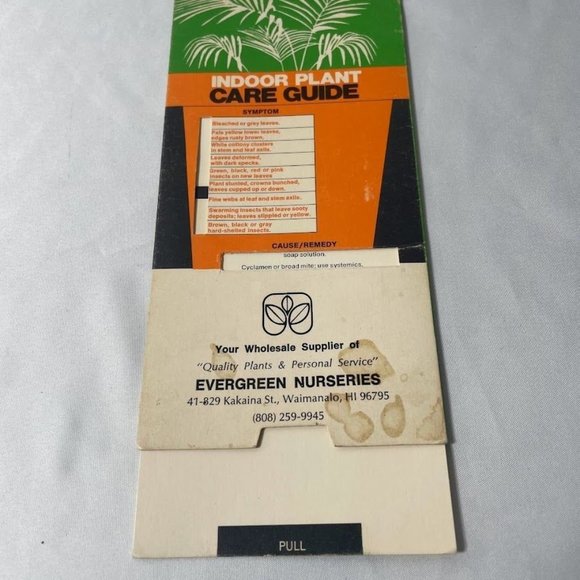 INDOOR PLANT
CARE GUIDE
SYMPTOM
Bleached or grey leaves.
Pale yellow lower leaves,
edges rusty brown.
White cottony clusters
in stem and leaf axils.
Leaves deformed,
with dark specks.
Green, black, red or pink
insects on new leaves
Plant stunted, crowns bunched,
leaves cupped up or down.
Fine webs at leaf and stem axils.
Swarming insects that leave sooty
deposits; leaves stippled or yellow.
Brown, black or gray
hard-shelled insects.
CAUSE/REMEDY
soap solution.
Cyclamen or broad mite; use systemics,
Your Wholesale Supplier of
"Quality Plants & Personal Service"
EVERGREEN NURSERIES
41-829 Kakaina St., Waimanalo, HI 96795
(808) 259-9945
PULL